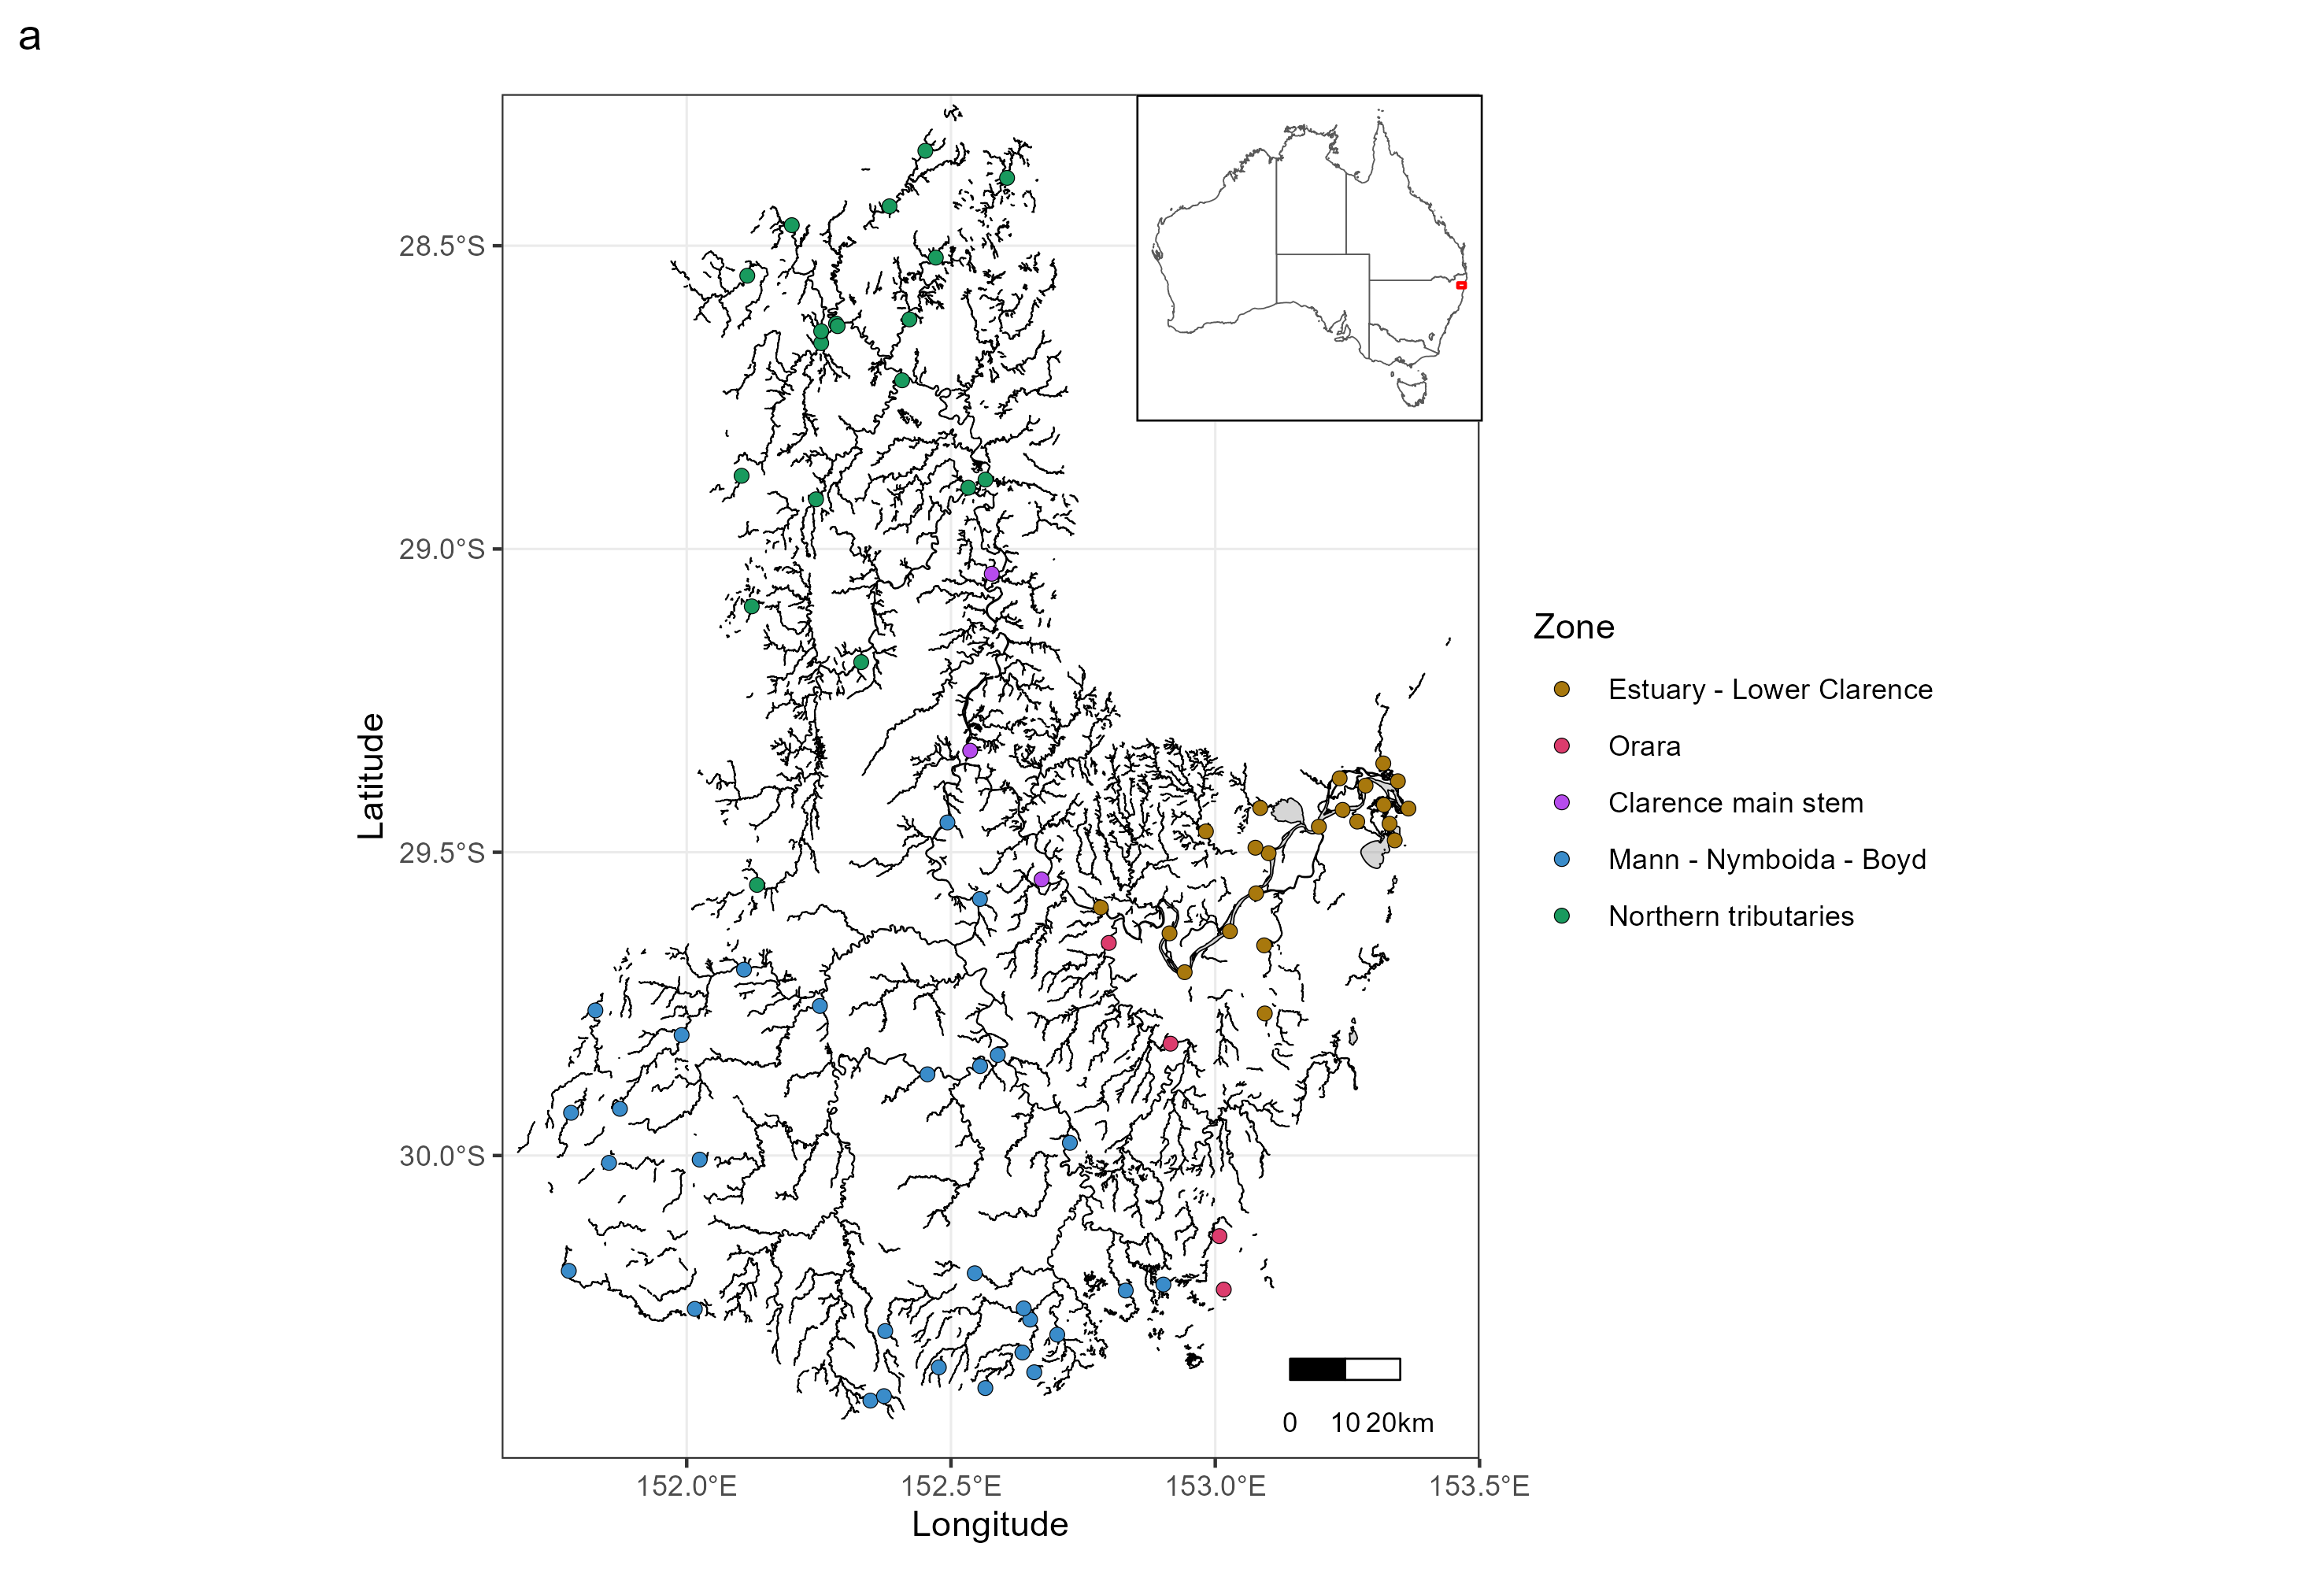 a
28.5°S
29.0°S
29.5°S
30.0°S
Latitude
152.0°E 152.5°E 153.0°E 153.5°E
Longitude
0 10 20km
Zone
Estuary - Lower Clarence
Orara
Clarence main stem
Mann - Nymboida - Boyd
Northern tributaries